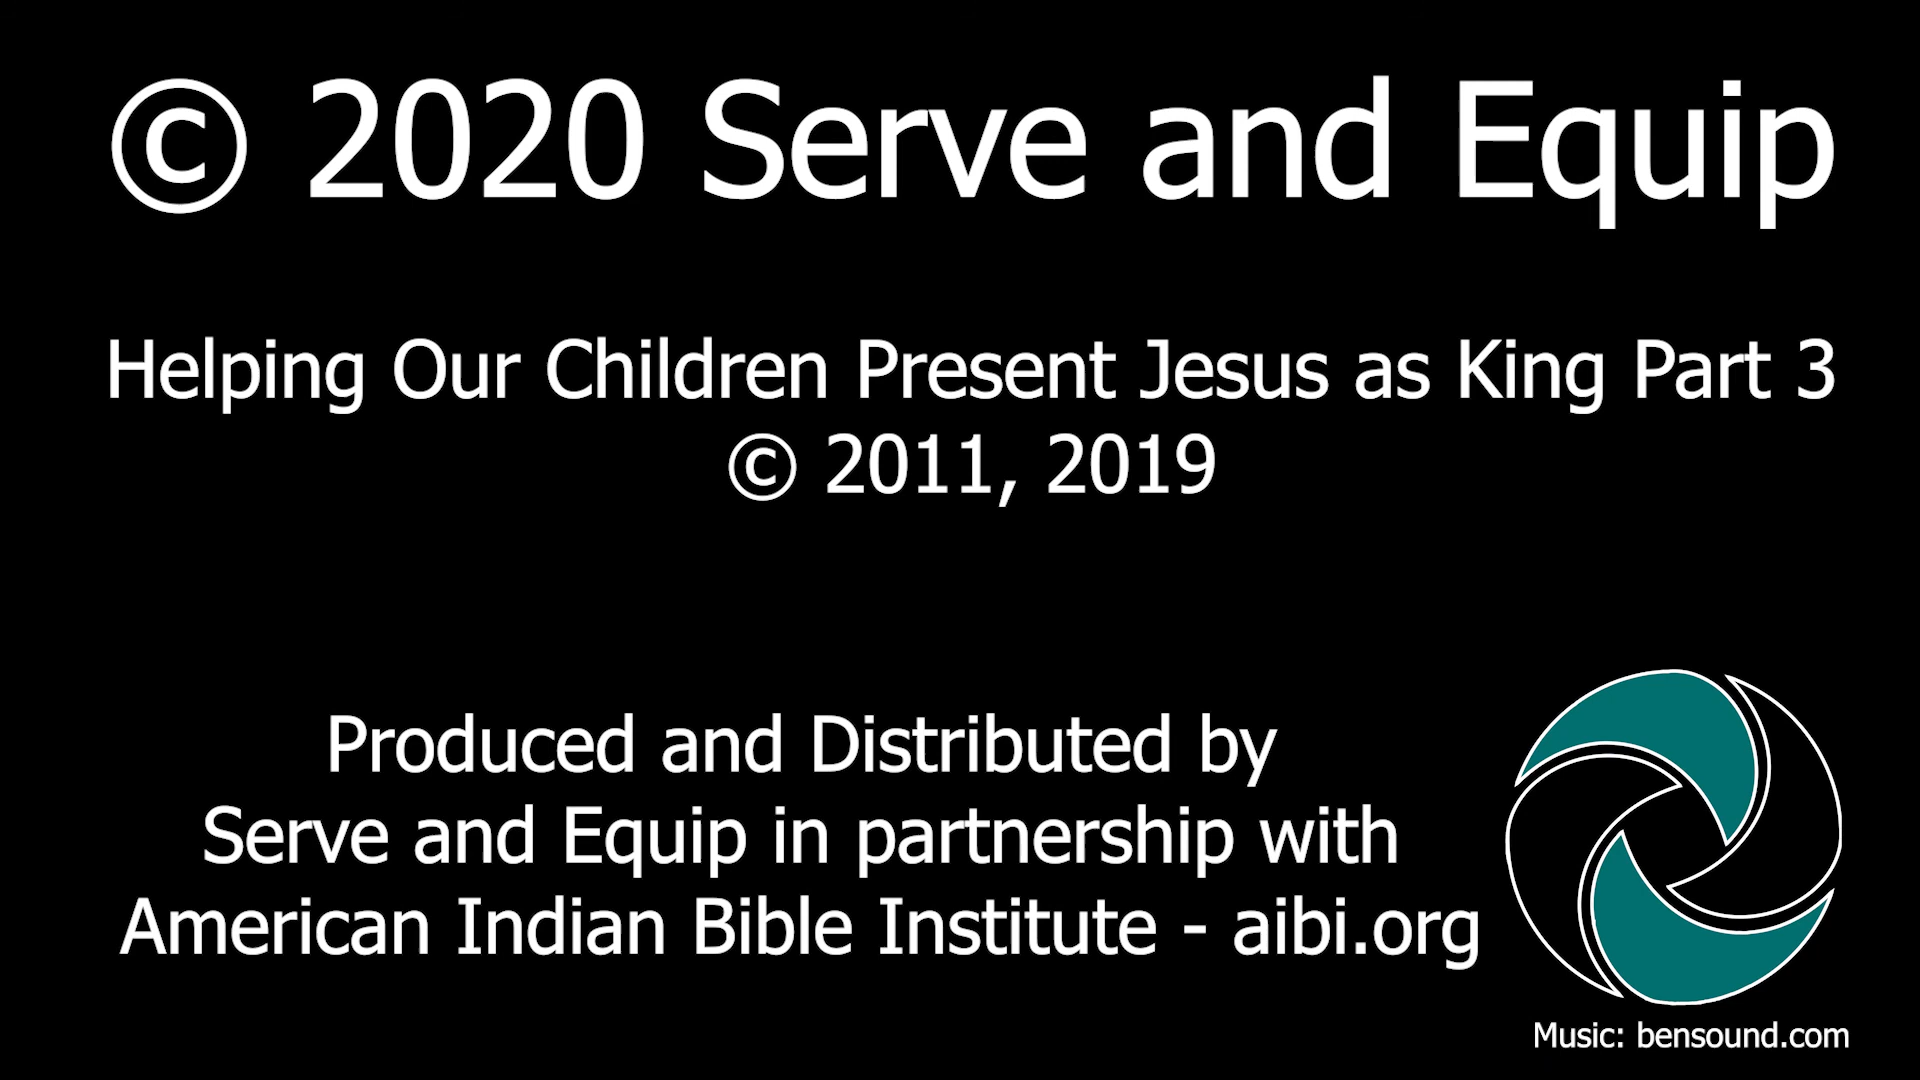 © 2020 Serve and Equip
Helping Our Children Present Jesus as King Part 3
© 2011, 2019
Produced and Distributed by
Serve and Equip in partnership with
American Indian Bible Institute - aibi.org
Music: bensound.com